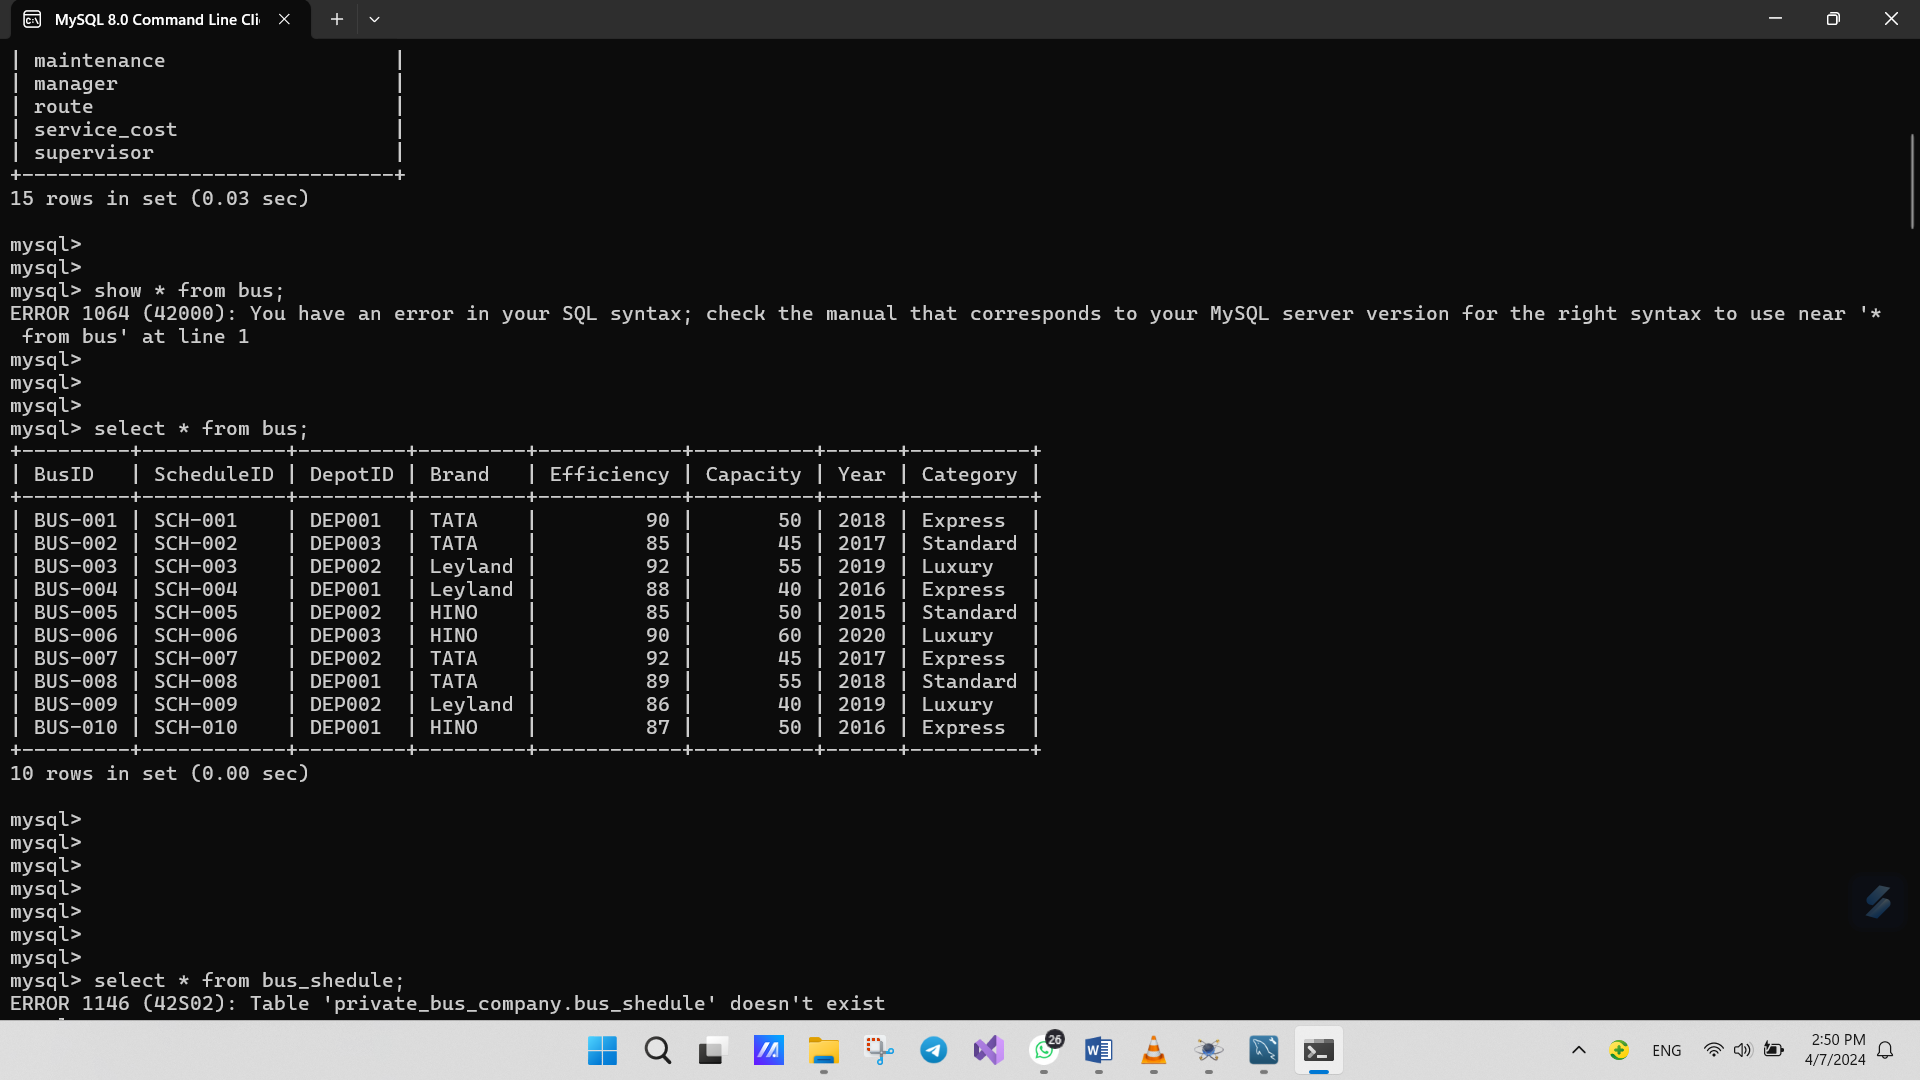 MySQL 8.0 Command Line Cli
| maintenance                   |
| manager                       |
| route                         |
| service_cost                  |
| supervisor                    |
+-------------------------------+
15 rows in set (0.03 sec)
mysql>
mysql>
mysql> show * from bus;
ERROR 1064 (42000): You have an error in your SQL syntax; check the manual that corresponds to your MySQL server version for the right syntax to use near '*
 from bus' at line 1
mysql>
mysql>
mysql>
mysql> select * from bus;
+---------+------------+---------+---------+------------+----------+------+----------+
| BusID   | ScheduleID | DepotID | Brand   | Efficiency | Capacity | Year | Category |
+---------+------------+---------+---------+------------+----------+------+----------+
| BUS-001 | SCH-001    | DEP001  | TATA    |         90 |       50 | 2018 | Express  |
| BUS-002 | SCH-002    | DEP003  | TATA    |         85 |       45 | 2017 | Standard |
| BUS-003 | SCH-003    | DEP002  | Leyland |         92 |       55 | 2019 | Luxury   |
| BUS-004 | SCH-004    | DEP001  | Leyland |         88 |       40 | 2016 | Express  |
| BUS-005 | SCH-005    | DEP002  | HINO    |         85 |       50 | 2015 | Standard |
| BUS-006 | SCH-006    | DEP003  | HINO    |         90 |       60 | 2020 | Luxury   |
| BUS-007 | SCH-007    | DEP002  | TATA    |         92 |       45 | 2017 | Express  |
| BUS-008 | SCH-008    | DEP001  | TATA    |         89 |       55 | 2018 | Standard |
| BUS-009 | SCH-009    | DEP002  | Leyland |         86 |       40 | 2019 | Luxury   |
| BUS-010 | SCH-010    | DEP001  | HINO    |         87 |       50 | 2016 | Express  |
+---------+------------+---------+---------+------------+----------+------+----------+
10 rows in set (0.00 sec)
mysql>
mysql>
mysql>
mysql>
mysql>
mysql>
mysql>
mysql> select * from bus_shedule;
ERROR 1146 (42S02): Table 'private_bus_company.bus_shedule' doesn't exist
26
ENG
2:50 PM
4/7/2024